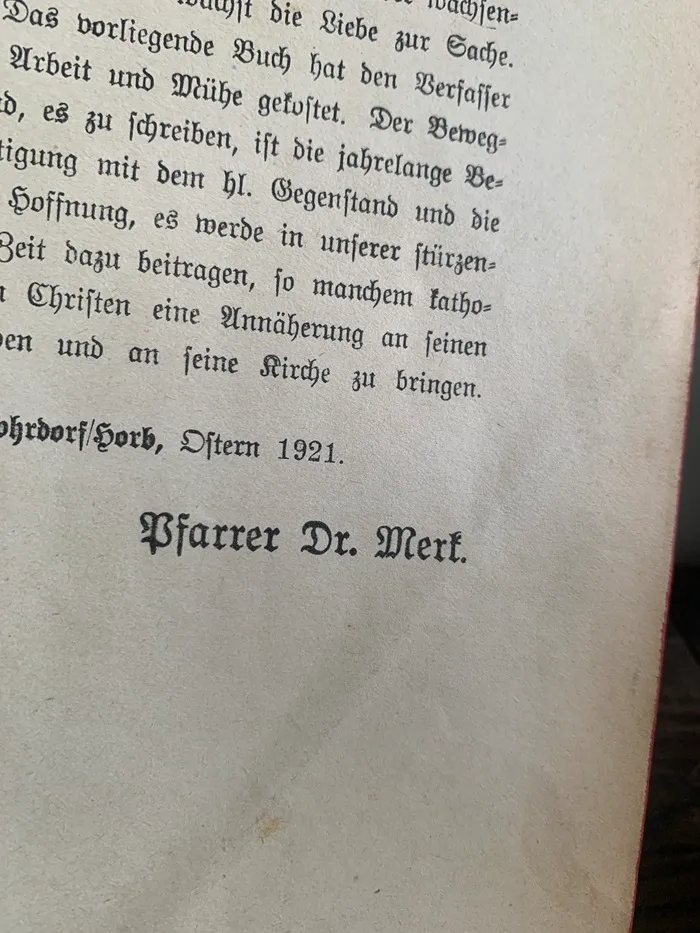 wachsen=
wächst die Liebe zur Sache.
Das vorliegende Buch hat den Verfasser
Arbeit und Mühe gekostet. Der Beweg=
d, es zu schreiben, ist die jahrelange Be=
tigung mit dem hl. Gegenstand und die
Hoffnung, es werde in unserer stürzen=
Zeit dazu beitragen, so manchem katho=
n Christen eine Annäherung an seinen
ben und an seine Kirche zu bringen.
ohrdorf/Horb, Ostern 1921.
Pfarrer Dr. Merk.